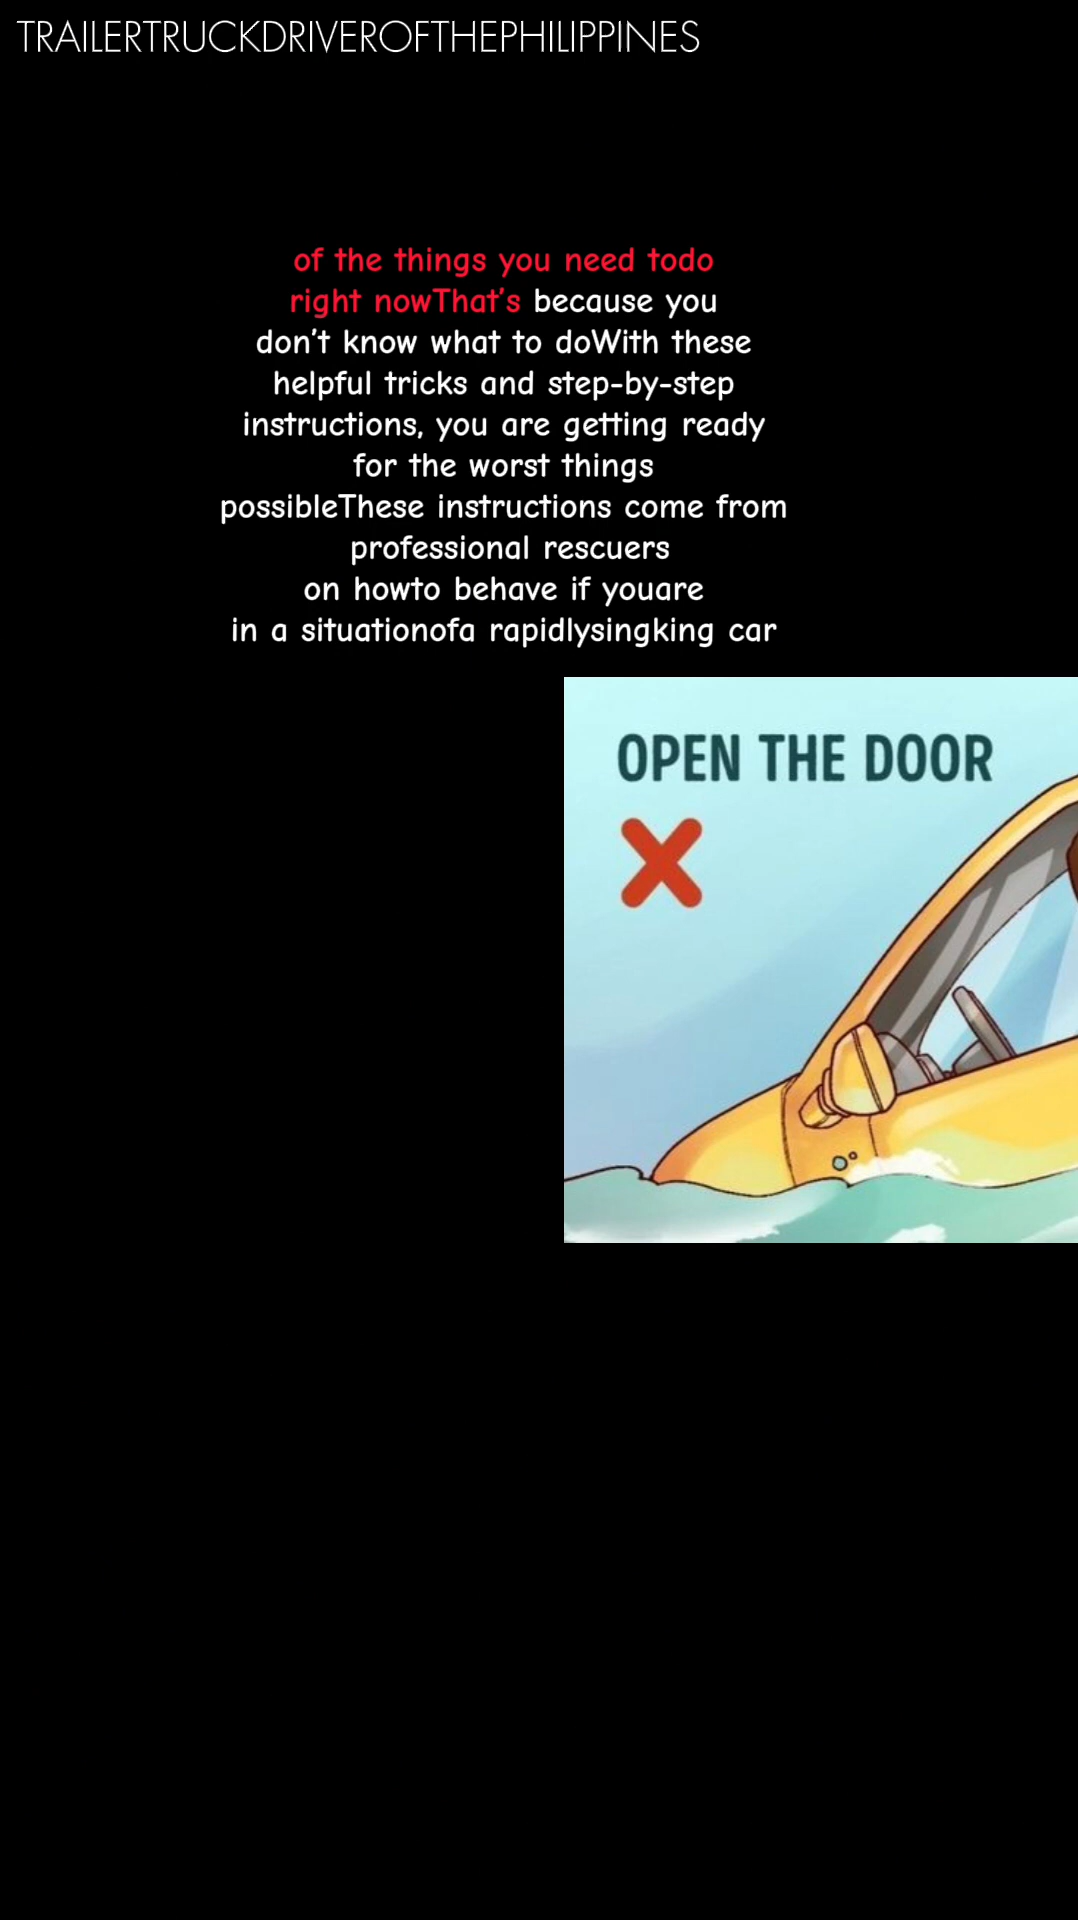 TRAILERTRUCKDRIVEROFTHEPHILIPPINES
of the things you need todo
right nowThat's because you
don't know what to doWith these
helpful tricks and step-by-step
instructions, you are getting ready
for the worst things
possibleThese instructions come from
professional rescuers
on howto behave if youare
in a situationofa rapidlysingking car
OPEN THE DOOR